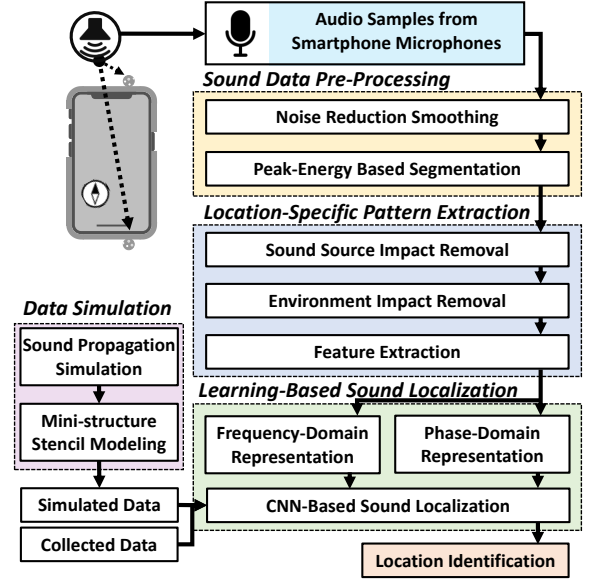 Audio Samples from
Smartphone Microphones
Sound Data Pre-Processing
Noise Reduction Smoothing
Peak-Energy Based Segmentation
Location-Specific Pattern Extraction
Sound Source Impact Removal
Environment Impact Removal
Feature Extraction
Data Simulation
Sound Propagation
Simulation
Mini-structure
Stencil Modeling
Simulated Data
Collected Data
Learning-Based Sound Localization
Frequency-Domain
Representation
Phase-Domain
Representation
CNN-Based Sound Localization
Location Identification